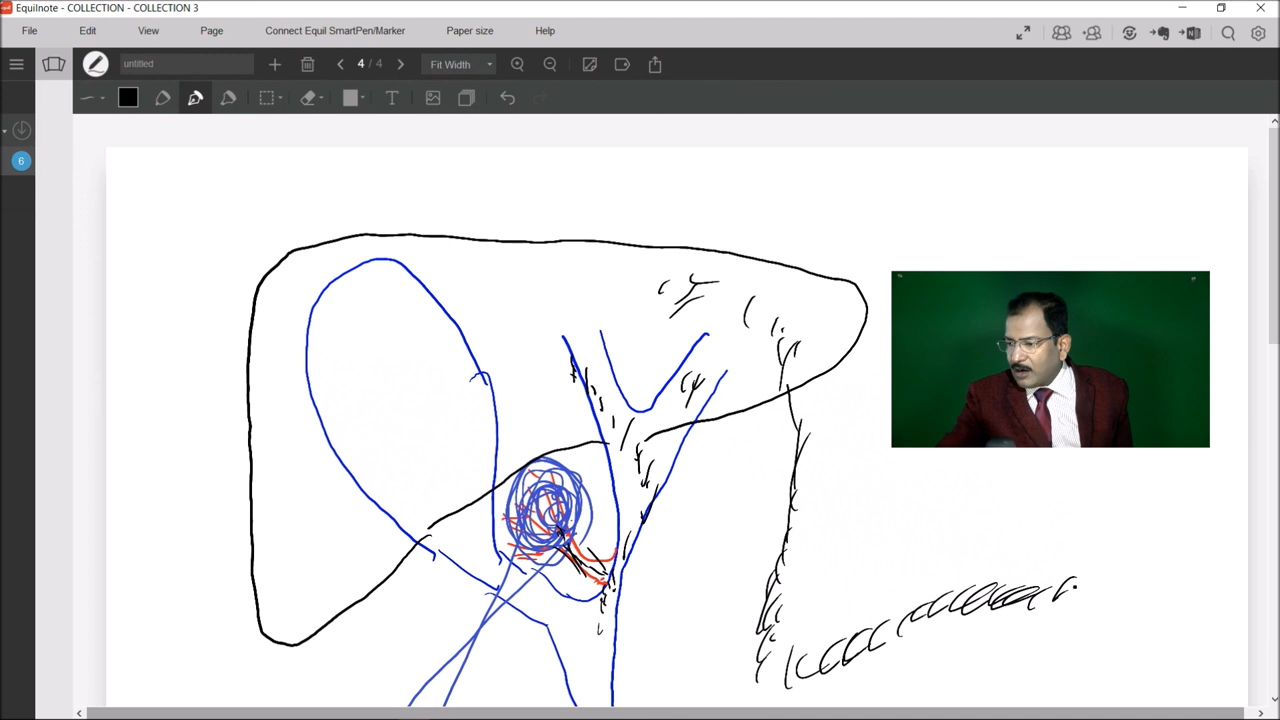 Equilnote - COLLECTION - COLLECTION 3
File Edit View Page Connect Equil SmartPen/Marker Paper size Help
untitled 4 / 4 Fit Width
T
6